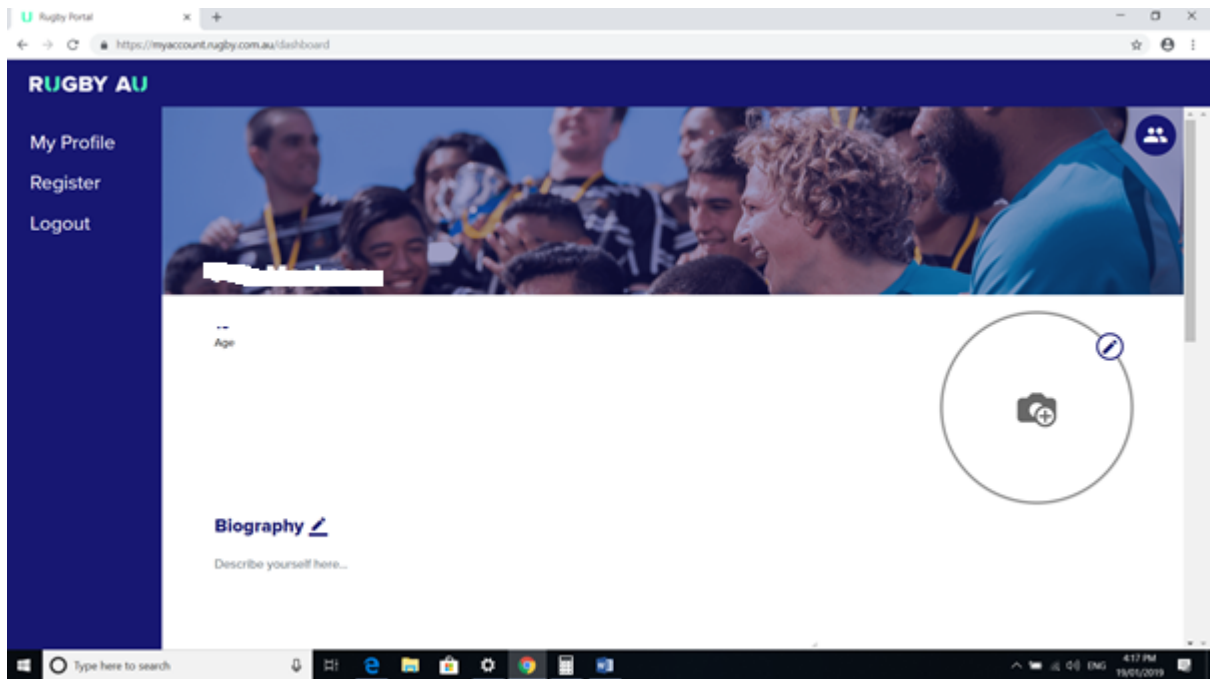 Rugby Portal
https://myaccount.rugby.com.au/dashboard
RUGBY AU
My Profile
Register
Logout
Age
Biography
Describe yourself here...
Type here to search
ENG
4:17 PM
19/01/2019